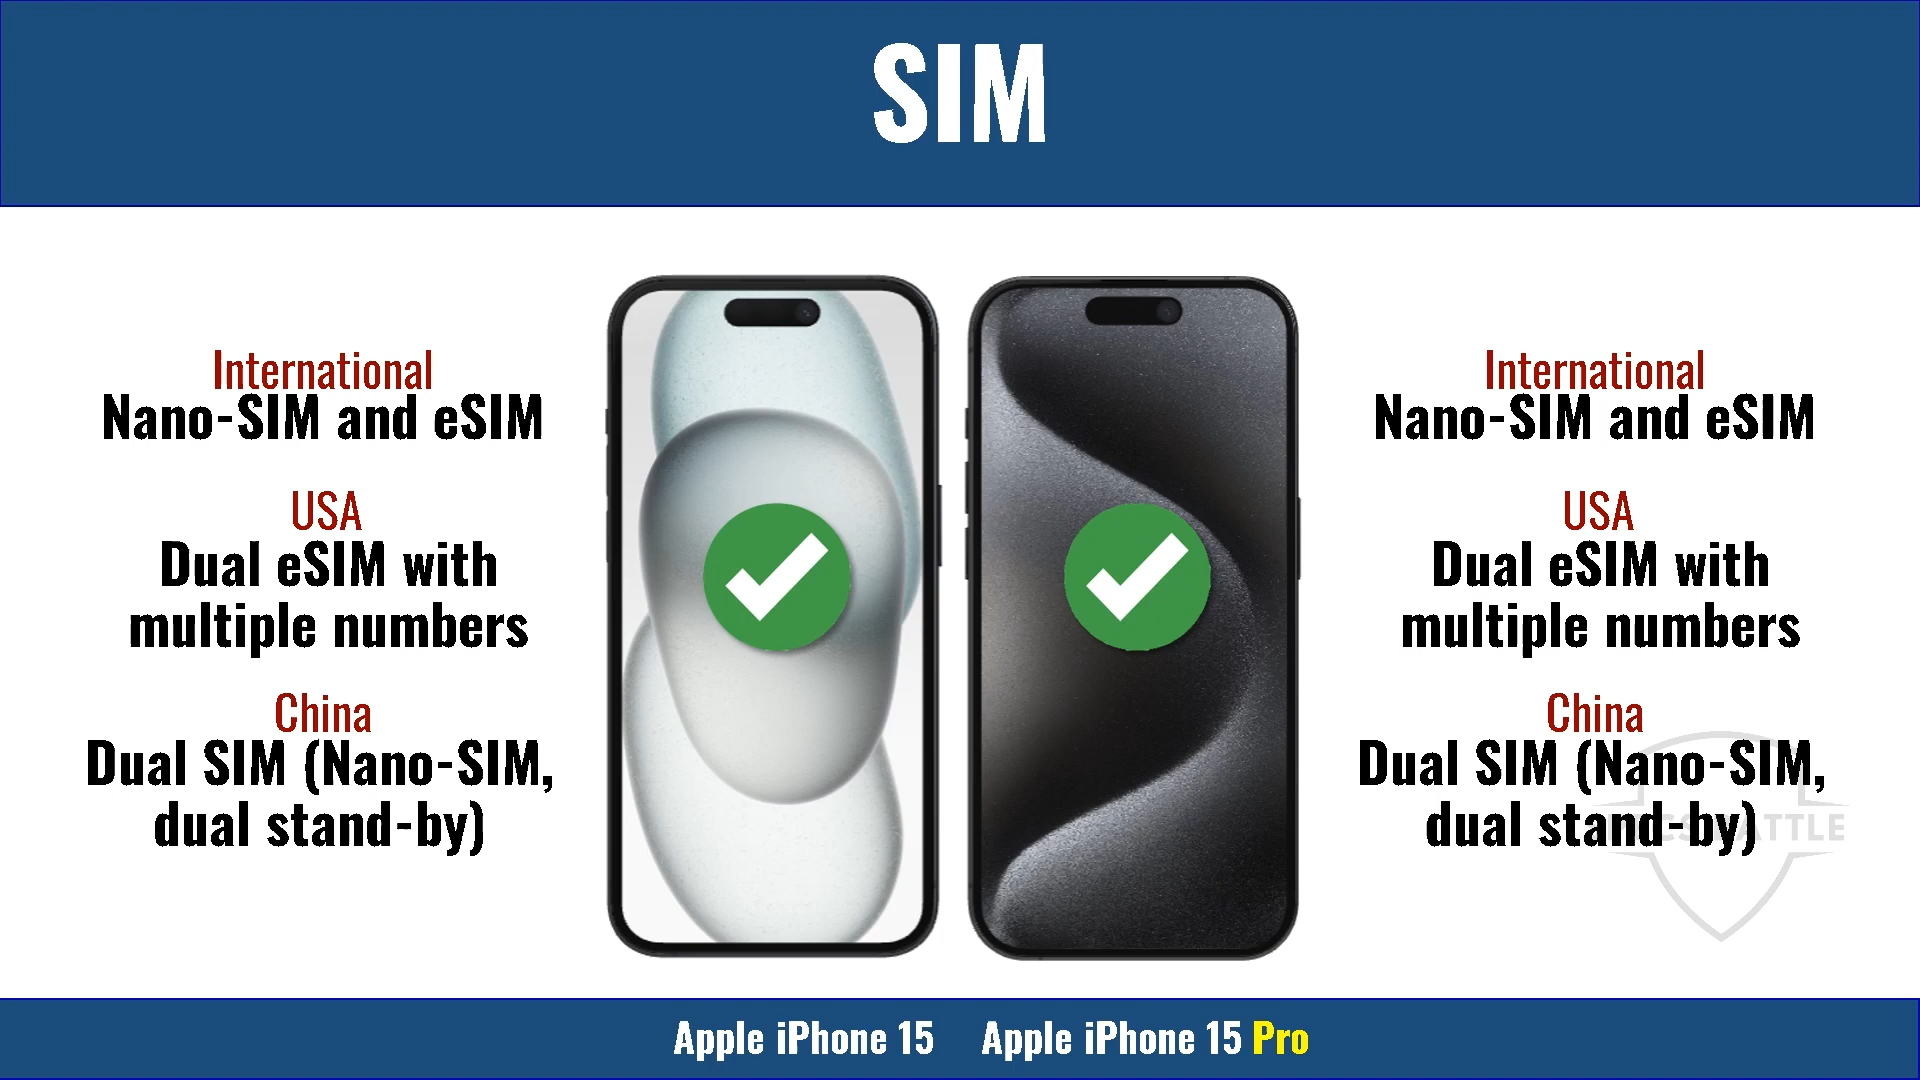 SIM
International
Nano-SIM and eSIM
USA
Dual eSIM with
multiple numbers
China
Dual SIM (Nano-SIM,
dual stand-by)
International
Nano-SIM and eSIM
USA
Dual eSIM with
multiple numbers
China
Dual SIM (Nano-SIM,
dual stand-by)
Apple iPhone 15
Apple iPhone 15 Pro